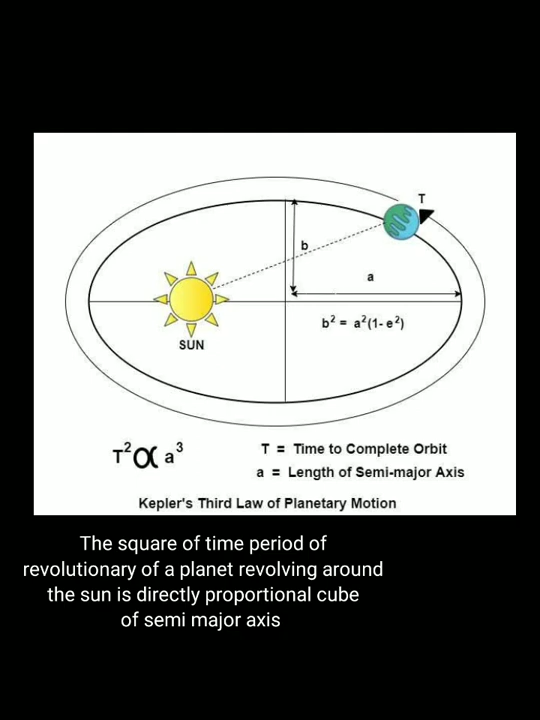 T
b
a
b² = a²(1- e²)
SUN
T² ∝ a³
T = Time to Complete Orbit
a = Length of Semi-major Axis
Kepler's Third Law of Planetary Motion
The square of time period of
revolutionary of a planet revolving around
the sun is directly proportional cube
of semi major axis